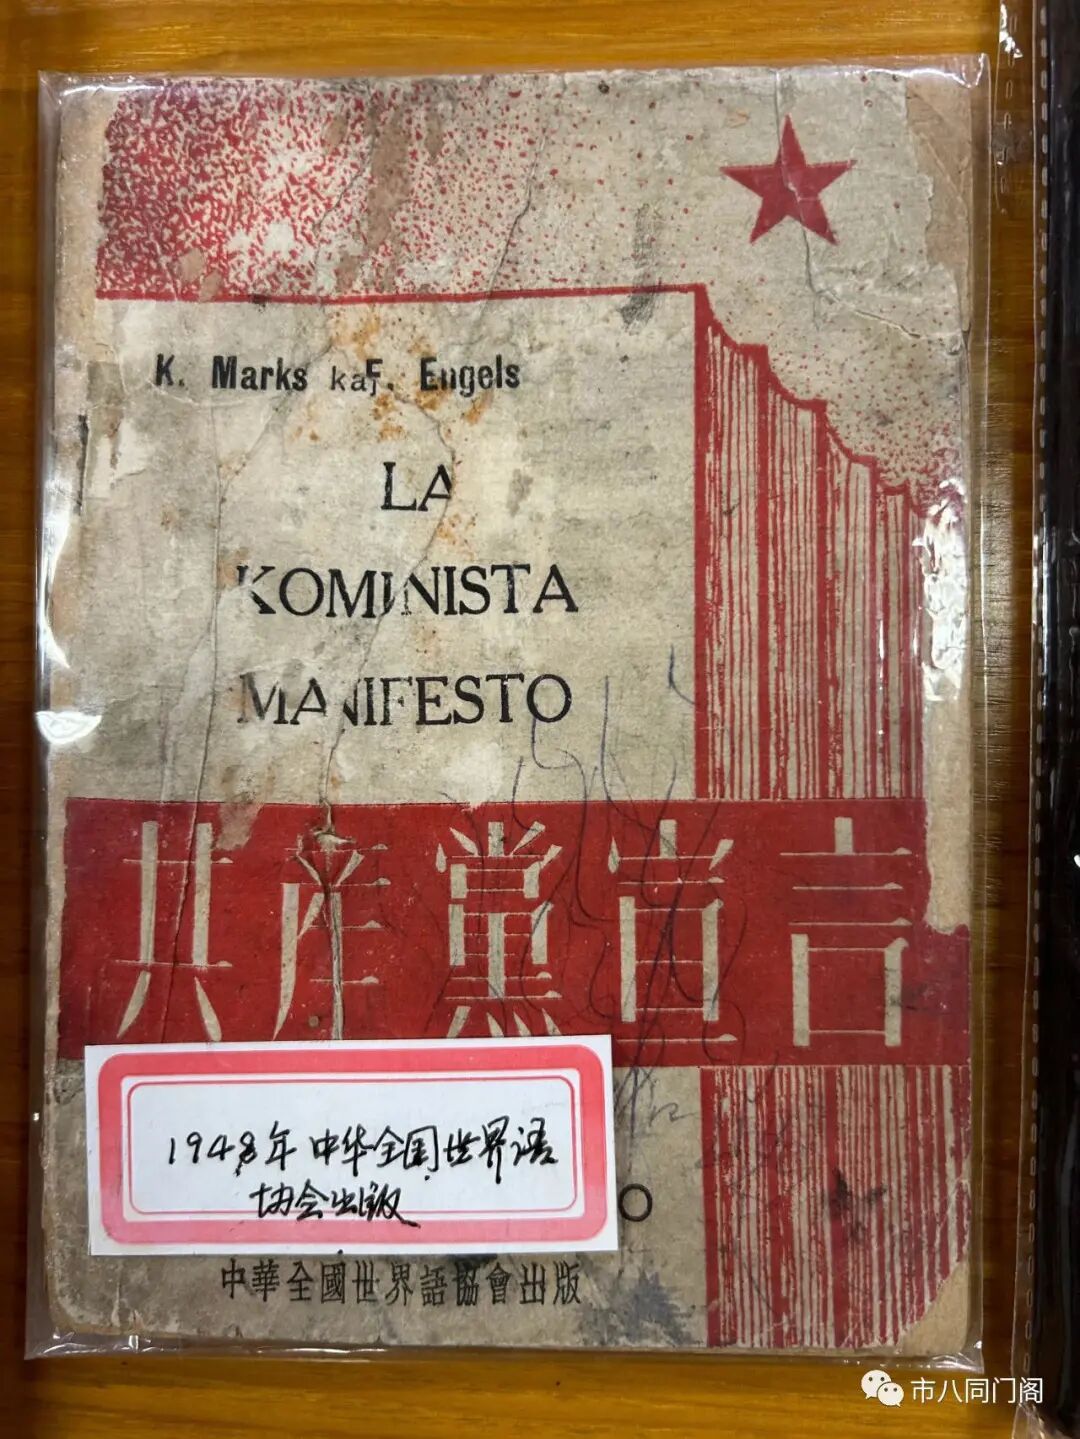 K. Marks kaj F. Engels
LA
KOMUNISTA
MANIFESTO
共产黨宣言
1948年中华全国世界语
协会出版
O
中華全國世界語協會出版
市八同门阁